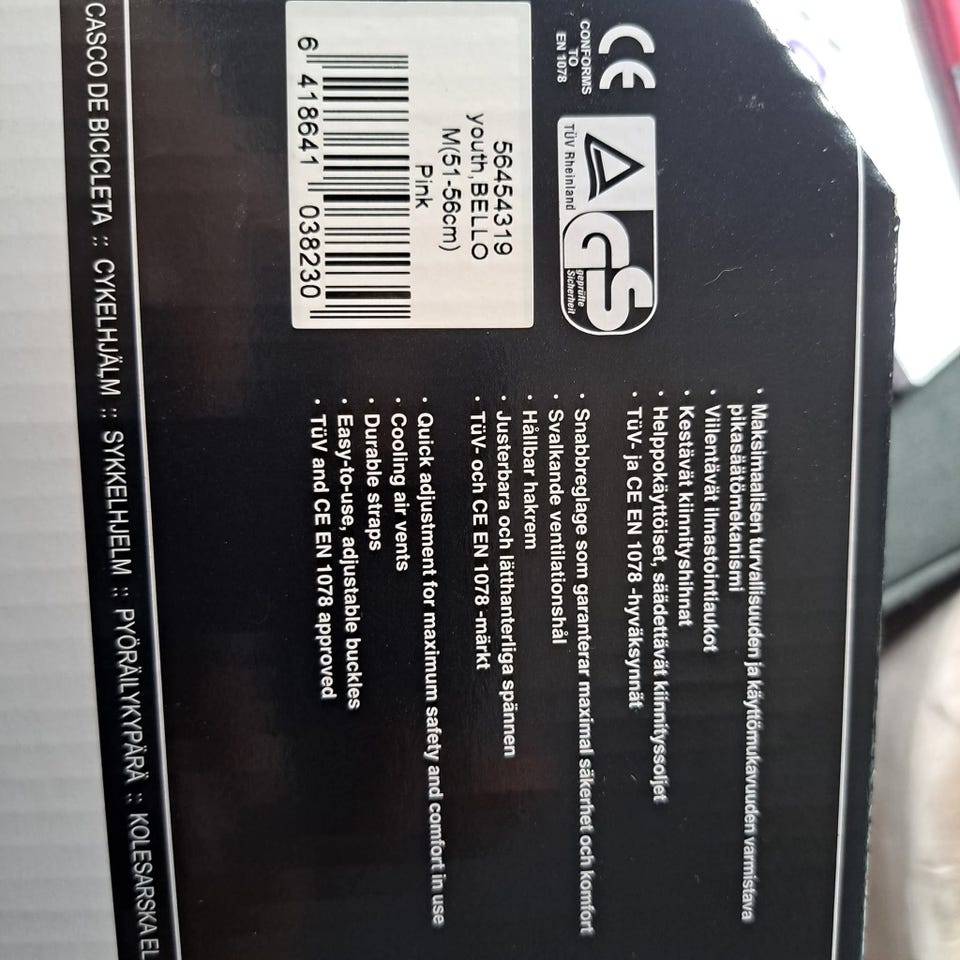 CE
CONFORMS
TO
EN 1078
TÜV Rheinland
GS
geprüfte
Sicherheit
56454319
youth,BELLO
M(51-56cm)
Pink
6 418641 038230
· Maksimaalisen turvallisuuden ja käyttömukavuuden varmistava
pikasäätömekanismi
· Viilentävät ilmastointiaukot
· Kestävät kiinnityshihnat
· Helppokäyttöiset, säädettävät kiinnityssoljet
· TüV- ja CE EN 1078 -hyväksynnät
· Snabbreglage som garanterar maximal säkerhet och komfort
· Svalkande ventilationshål
· Hållbar hakrem
· Justerbara och lätthanterliga spännen
· TüV- och CE EN 1078 -märkt
· Quick adjustment for maximum safety and comfort in use
· Cooling air vents
· Durable straps
· Easy-to-use, adjustable buckles
· TüV and CE EN 1078 approved
CASCO DE BICICLETA :: CYKELHJÄLM :: SYKKELHJELM :: PYÖRÄILYKYPÄRÄ :: KOLESARSKA EL